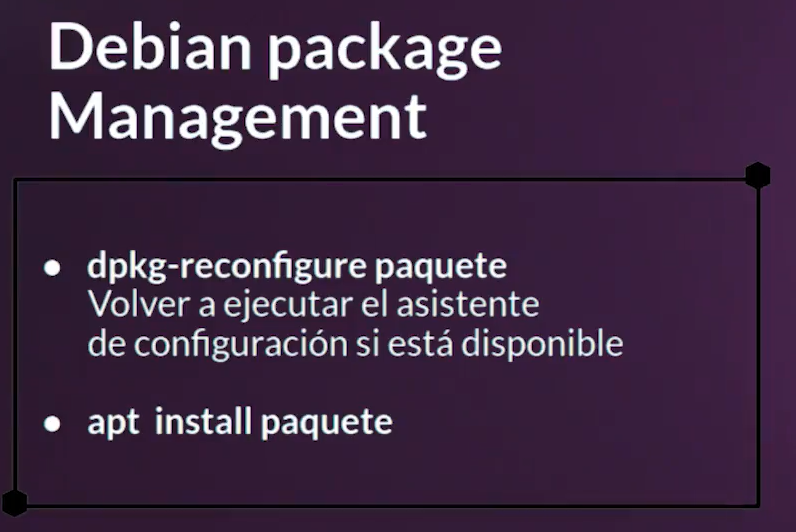 Debian package
Management
● dpkg-reconfigure paquete
Volver a ejecutar el asistente
de configuración si está disponible
● apt install paquete